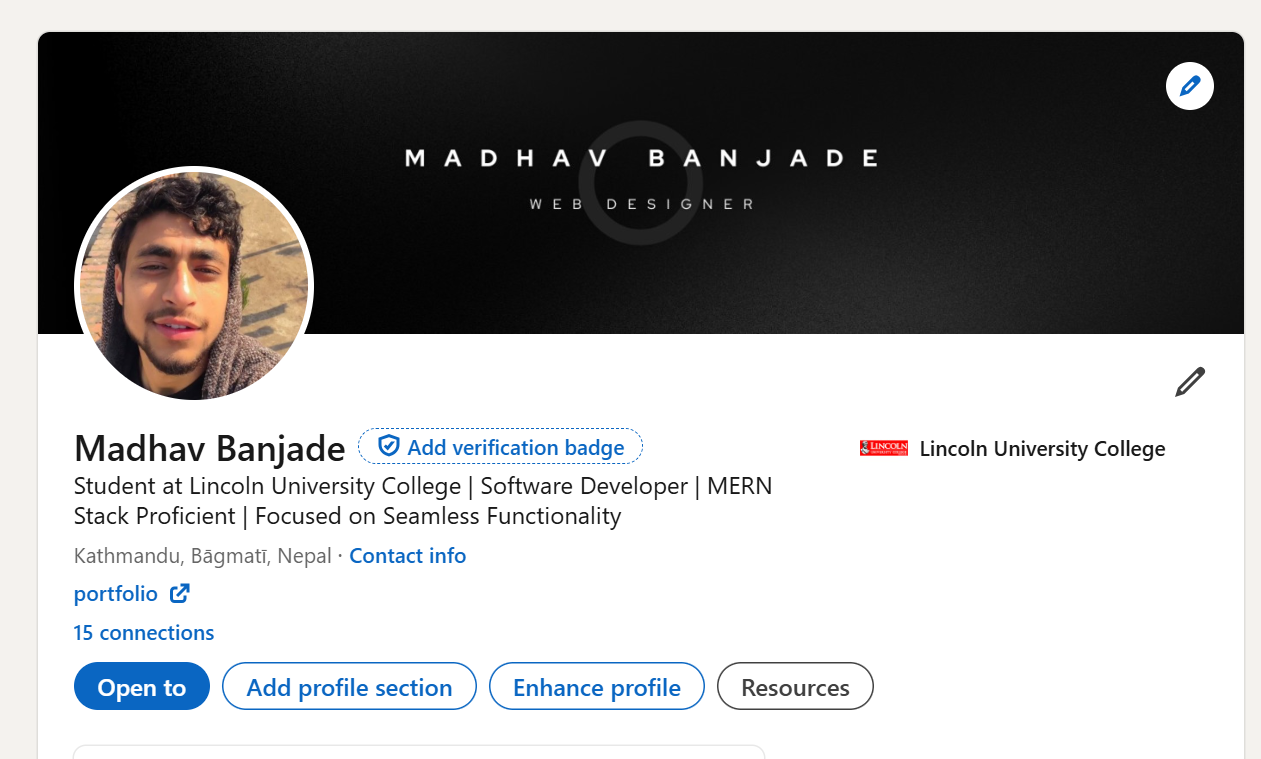 MADHAV BANJADE
WEB DESIGNER
Madhav Banjade
Add verification badge
LINCOLN
Lincoln University College
Student at Lincoln University College | Software Developer | MERN
Stack Proficient | Focused on Seamless Functionality
Kathmandu, Bāgmatī, Nepal · Contact info
portfolio
15 connections
Open to
Add profile section
Enhance profile
Resources